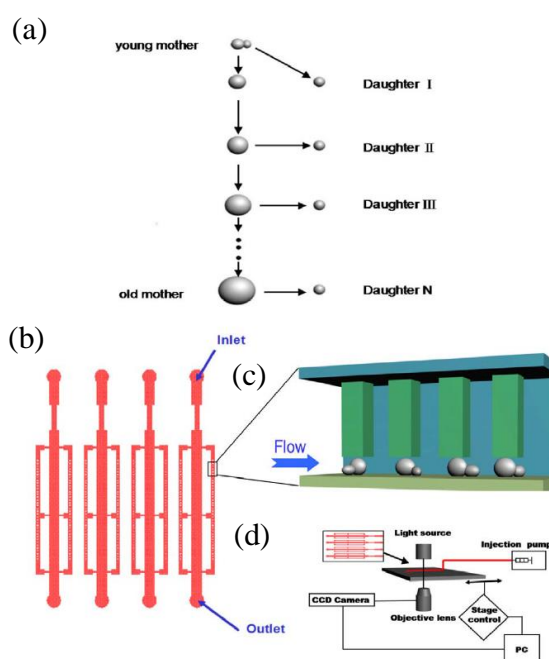 (a)
young mother
Daughter I
Daughter II
Daughter III
old mother
Daughter N
(b)
Inlet
(c)
Flow
Outlet
(d)
Light source
Injection pump
CCD Camera
Objective lens
Stage
control
PC